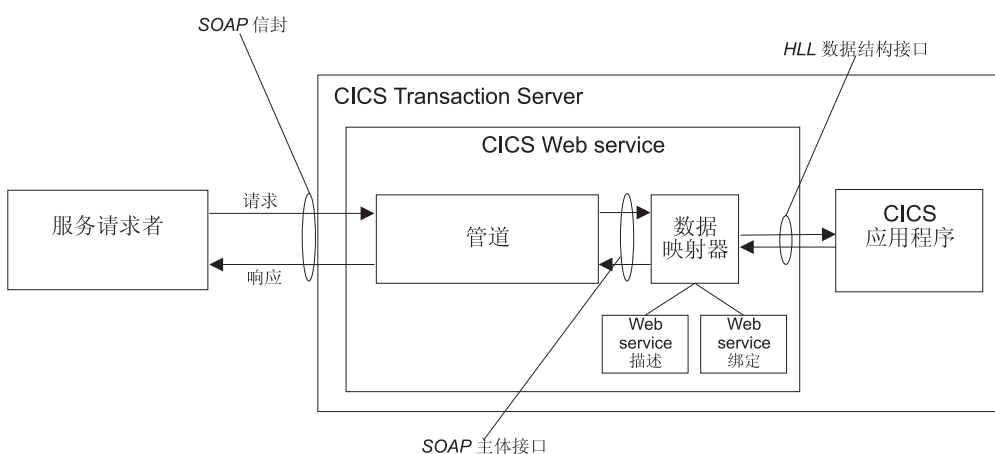 SOAP 信封
HLL 数据结构接口
CICS Transaction Server
CICS Web service
服务请求者
请求
响应
管道
数据
映射器
CICS
应用程序
Web
service
描述
Web
service
绑定
SOAP 主体接口